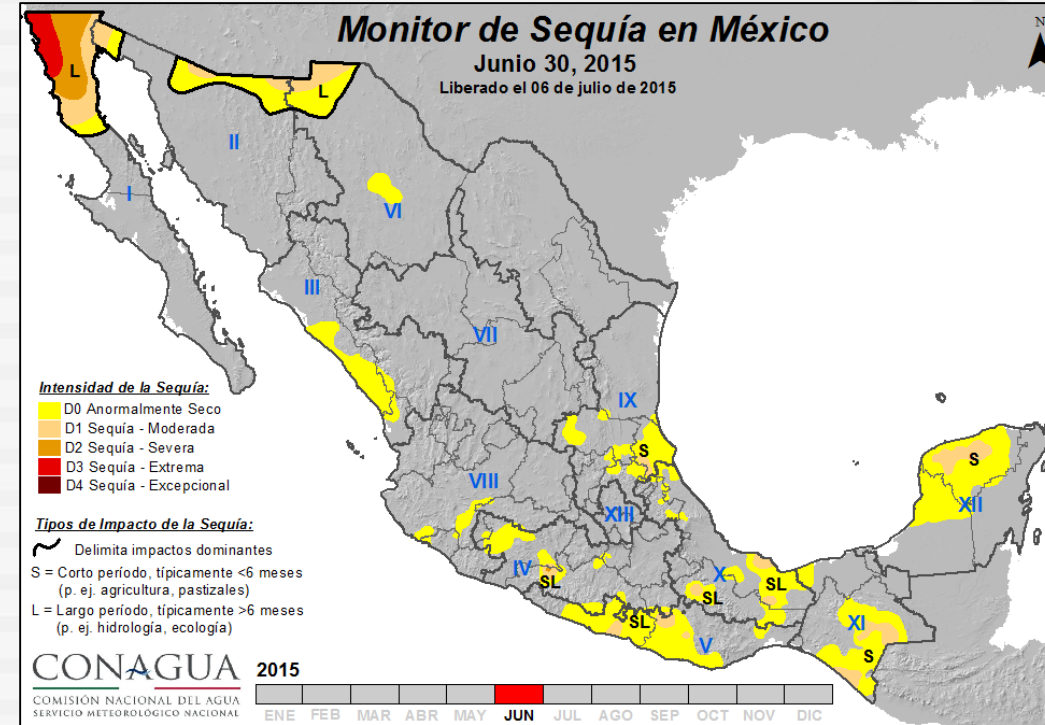 Monitor de Sequía en México
Junio 30, 2015
Liberado el 06 de julio de 2015
N
L
L
II
I
VI
III
VII
IX
S
VIII
XIII
S
XII
IV
SL
X
SL
SL
SL
V
XI
S
Intensidad de la Sequía:
D0 Anormalmente Seco
D1 Sequía - Moderada
D2 Sequía - Severa
D3 Sequía - Extrema
D4 Sequía - Excepcional
Tipos de Impacto de la Sequía:
Delimita impactos dominantes
S = Corto período, típicamente <6 meses
(p. ej. agricultura, pastizales)
L = Largo período, típicamente >6 meses
(p. ej. hidrología, ecología)
CONAGUA
COMISIÓN NACIONAL DEL AGUA
SERVICIO METEOROLÓGICO NACIONAL
2015
ENE FEB MAR ABR MAY JUN JUL AGO SEP OCT NOV DIC